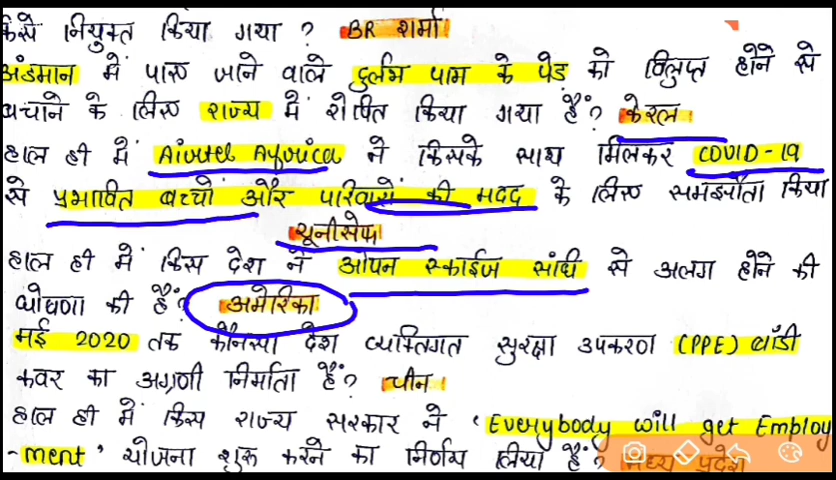 किसे नियुक्त किया गया ? BR शर्मा
अंडमान में पाए जाने वाले दुर्लभ पाम के पेड को विलुप्त होने से
बचाने के लिए राज्य में रोपित किया गया हैं? केरल।
हाल ही में Airtel Africa ने किसके साथ मिलकर COVID-19
से प्रभावित बच्चों और परिवारों की मदद के लिए समझौता किया
यूनीसेफ।
हाल ही में किस देश ने ओपन स्काईज संधि से अलग होने की
घोषणा की हैं? अमेरिका
मई 2020 तक कौनसा देश व्यक्तिगत सुरक्षा उपकरण (PPE) बॉडी
कवर का अग्रणी निर्माता हैं? चीन।
हाल ही में किस राज्य सरकार ने 'Everybody will get Employ
-ment' योजना शुरू करने का निर्णय लिया हैं? मध्य प्रदेश